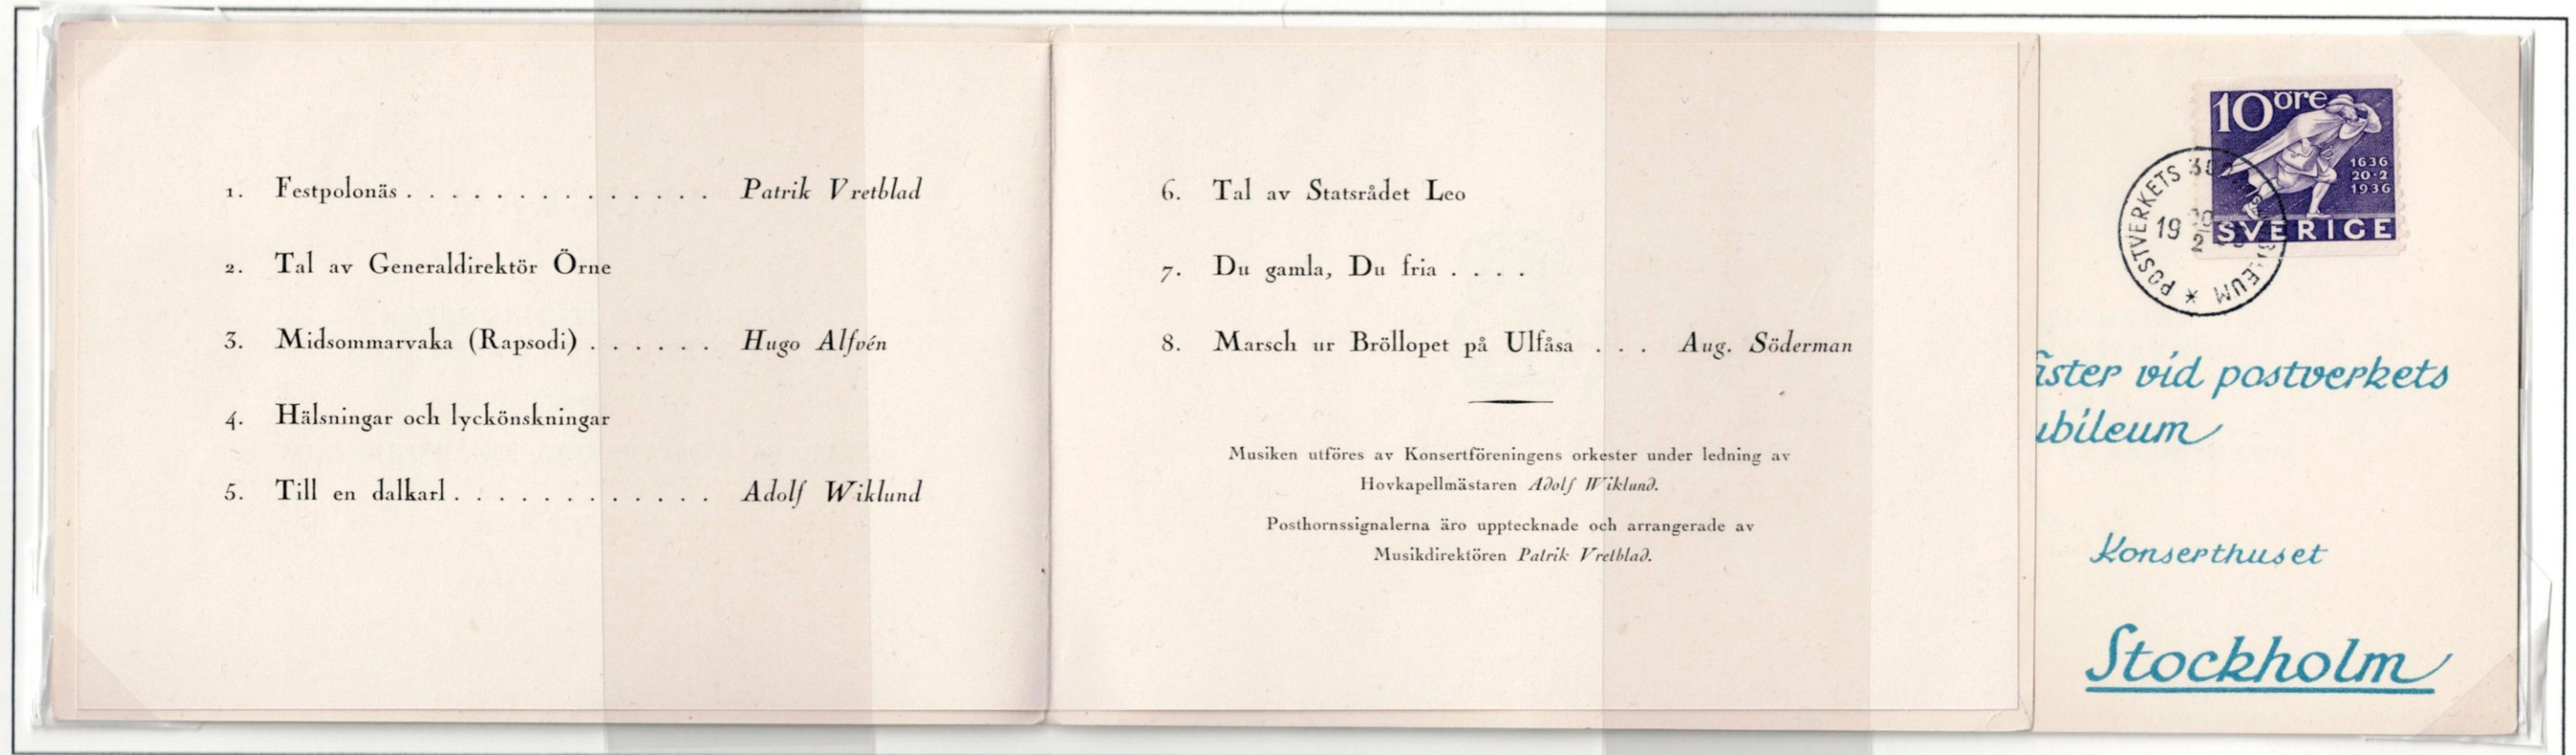 1. Festpolonäs . . . . . . . . . . . . . . Patrik Vretblad
2. Tal av Generaldirektör Örne
3. Midsommarvaka (Rapsodi) . . . . . . Hugo Alfvén
4. Hälsningar och lyckönskningar
5. Till en dalkarl . . . . . . . . . . . . Adolf Wiklund
6. Tal av Statsrådet Leo
7. Du gamla, Du fria . . . .
8. Marsch ur Bröllopet på Ulfåsa . . . Aug. Söderman
Musiken utföres av Konsertföreningens orkester under ledning av
Hovkapellmästaren Adolf Wiklund.
Posthornssignalerna äro upptecknade och arrangerade av
Musikdirektören Patrik Vretblad.
10 öre
1636
20·2
1936
SVERIGE
POSTVERKETS
19
2
vid postverkets
Konserthuset
Stockholm